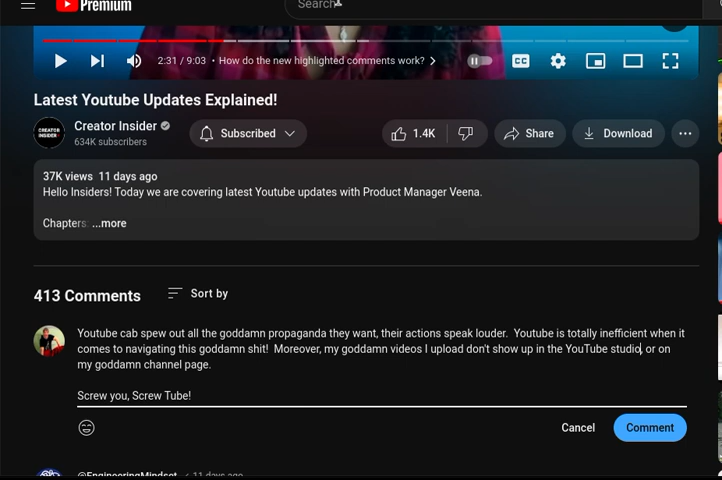 Premium
Search
2:31 / 9:03 • How do the new highlighted comments work?
CC
Latest Youtube Updates Explained!
CREATOR
INSIDER
Creator Insider
634K subscribers
Subscribed
1.4K
Share
Download
37K views 11 days ago
Hello Insiders! Today we are covering latest Youtube updates with Product Manager Veena.
Chapters: ...more
413 Comments
Sort by
Youtube cab spew out all the goddamn propaganda they want, their actions speak louder. Youtube is totally inefficient when it
comes to navigating this goddamn shit! Moreover, my goddamn videos I upload don't show up in the YouTube studio, or on
my goddamn channel page.
Screw you, Screw Tube!
Cancel
Comment
@EngineeringMindset 11 days ago